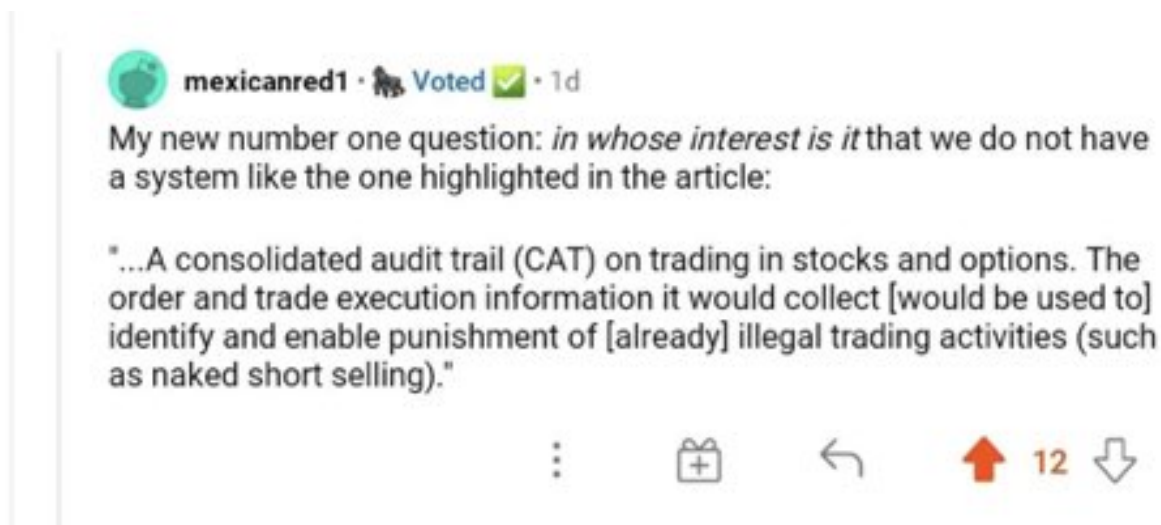 mexicanred1 · 🦍 Voted ✅ · 1d
My new number one question: in whose interest is it that we do not have
a system like the one highlighted in the article:
"...A consolidated audit trail (CAT) on trading in stocks and options. The
order and trade execution information it would collect [would be used to]
identify and enable punishment of [already] illegal trading activities (such
as naked short selling)."
12